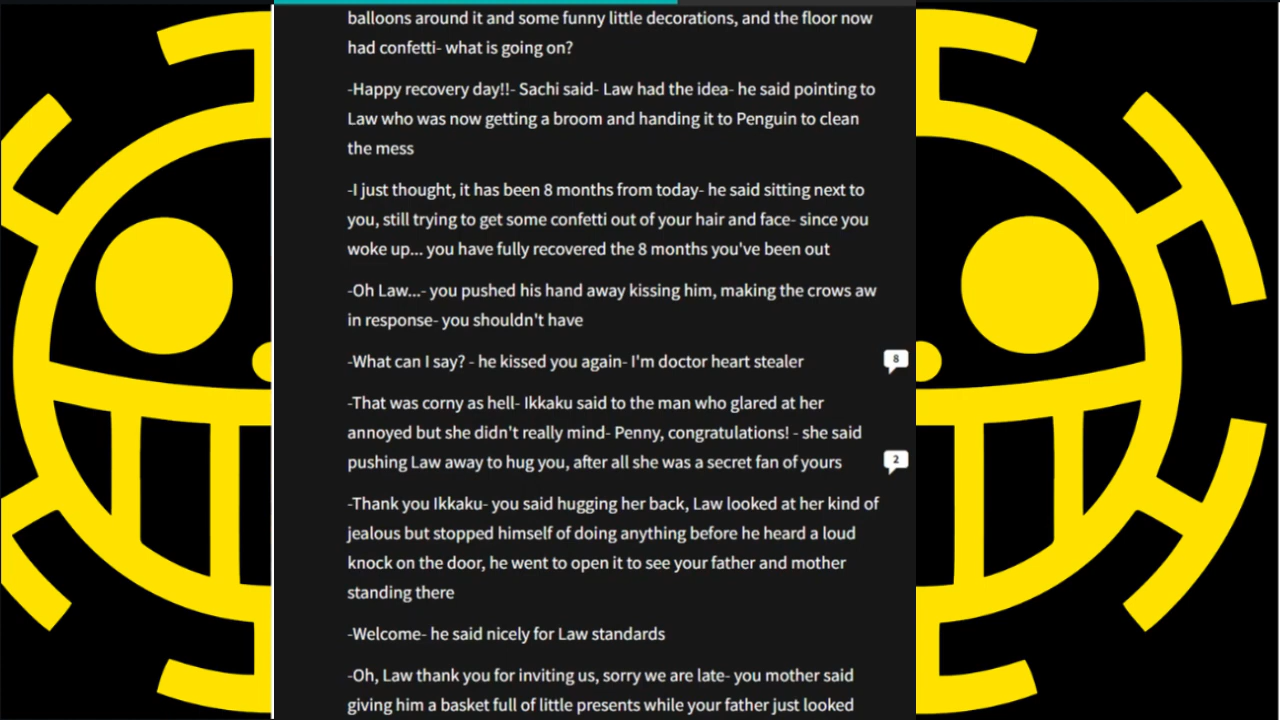 balloons around it and some funny little decorations, and the floor now
had confetti- what is going on?
-Happy recovery day!!- Sachi said- Law had the idea- he said pointing to
Law who was now getting a broom and handing it to Penguin to clean
the mess
-I just thought, it has been 8 months from today- he said sitting next to
you, still trying to get some confetti out of your hair and face- since you
woke up... you have fully recovered the 8 months you've been out
-Oh Law...- you pushed his hand away kissing him, making the crows aw
in response- you shouldn't have
-What can I say? - he kissed you again- I'm doctor heart stealer
8
-That was corny as hell- Ikkaku said to the man who glared at her
annoyed but she didn't really mind- Penny, congratulations! - she said
pushing Law away to hug you, after all she was a secret fan of yours
2
-Thank you Ikkaku- you said hugging her back, Law looked at her kind of
jealous but stopped himself of doing anything before he heard a loud
knock on the door, he went to open it to see your father and mother
standing there
-Welcome- he said nicely for Law standards
-Oh, Law thank you for inviting us, sorry we are late- you mother said
giving him a basket full of little presents while your father just looked